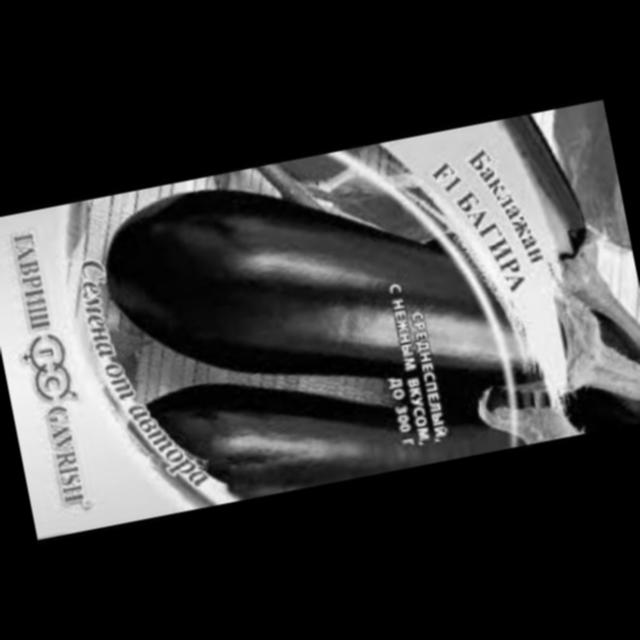 Баклажан
F1 БАГИРА
СРЕДНЕСПЕЛЫЙ,
С НЕЖНЫМ ВКУСОМ,
ДО 300 Г
Семена от автора
ГАВРИШ GAVRISH®